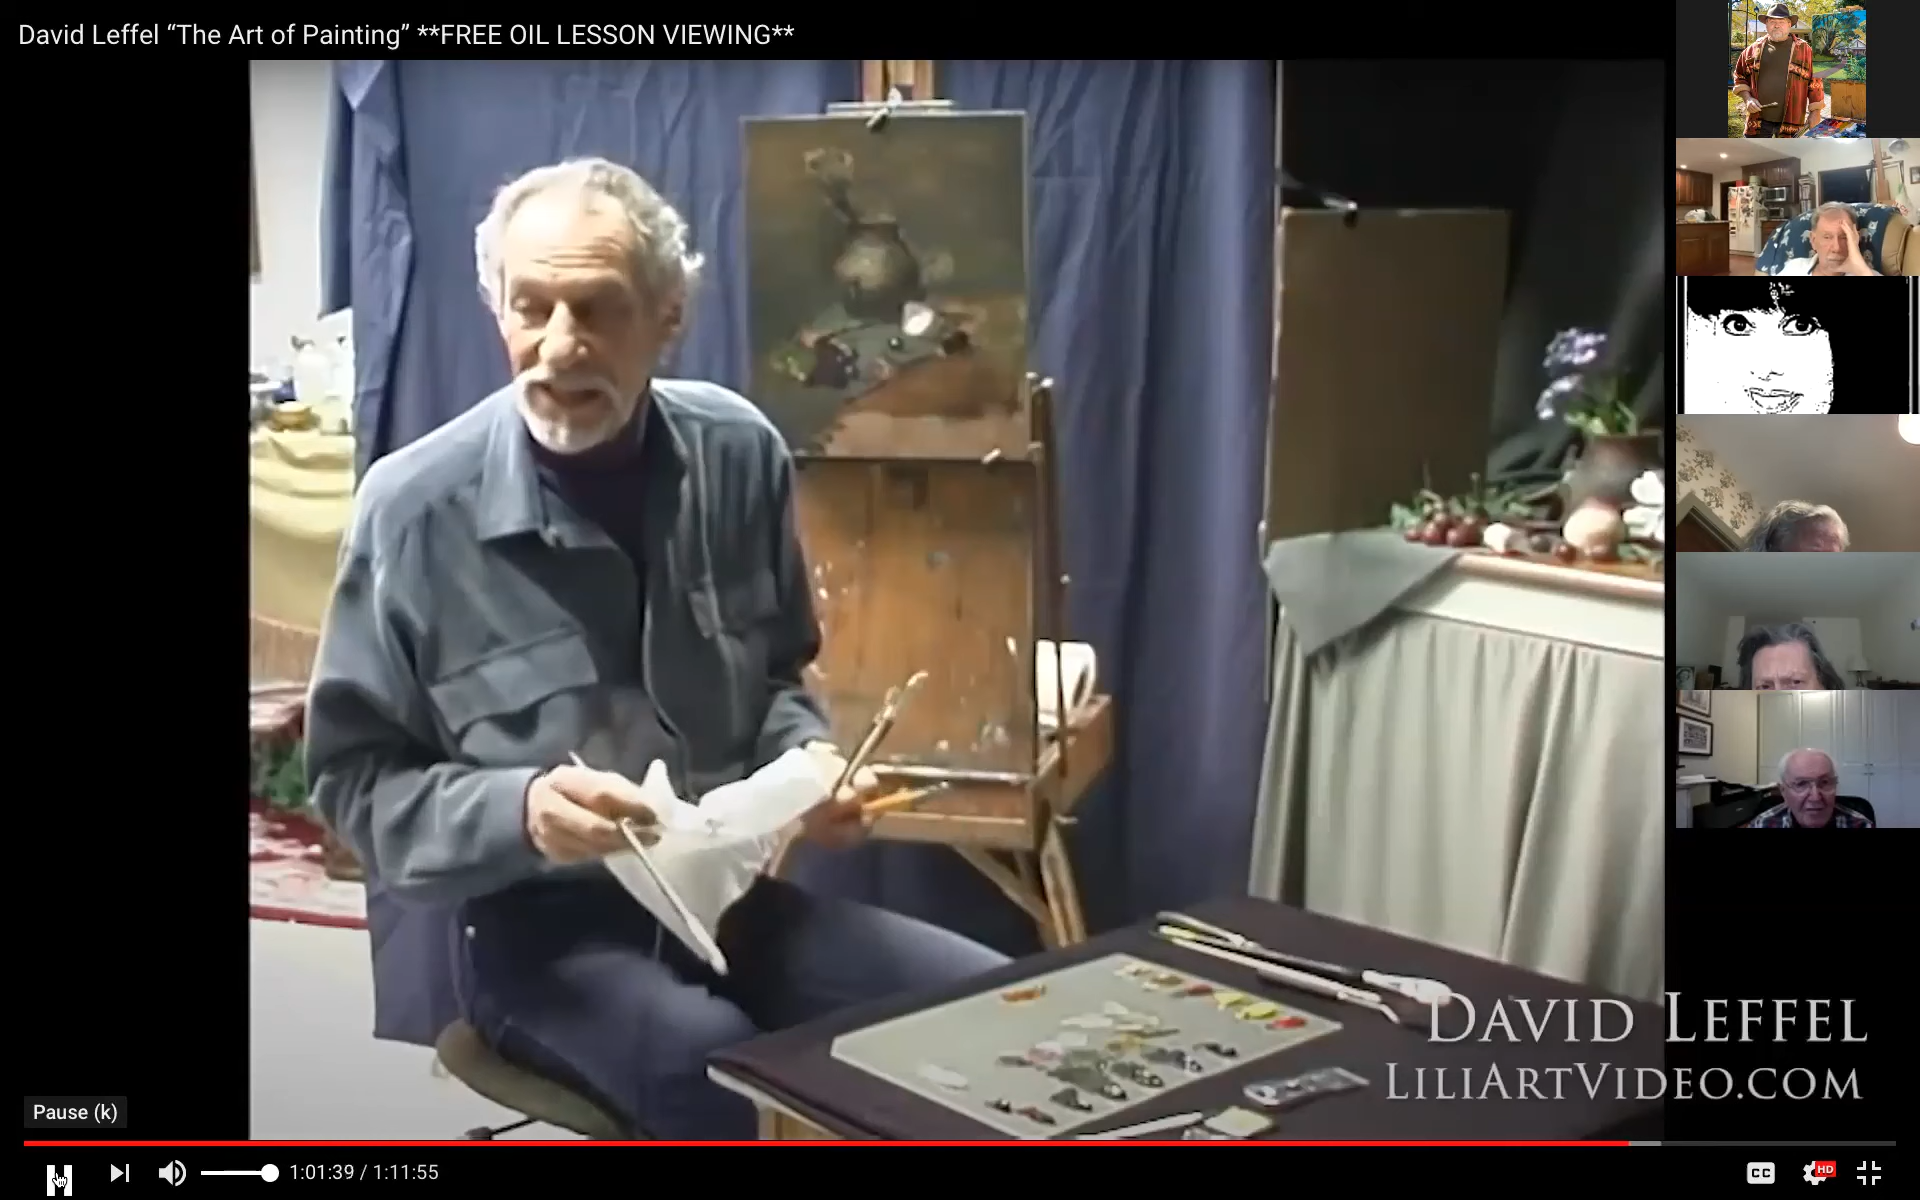 David Leffel “The Art of Painting” **FREE OIL LESSON VIEWING**
DAVID LEFFEL
LILIARTVIDEO.COM
Pause (k)
1:01:39 / 1:11:55
CC
HD